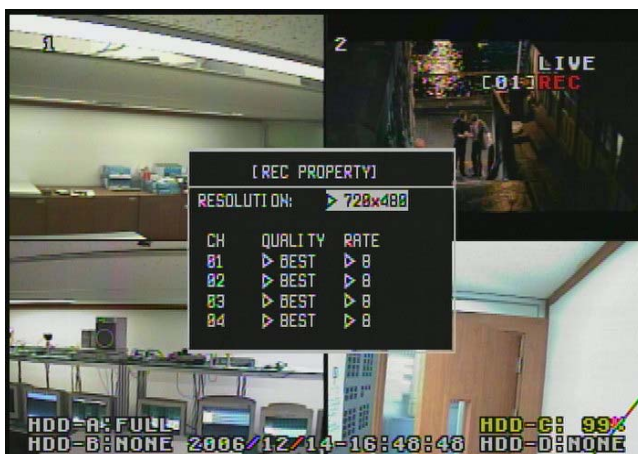 1
2
LIVE
[01]REC
[REC PROPERTY]
RESOLUTION: 720x480
CH QUALITY RATE
01 BEST 8
02 BEST 8
03 BEST 8
04 BEST 8
HDD-A:FULL HDD-C: 99%
HDD-B:NONE 2006/12/14-16:48:48 HDD-D:NONE